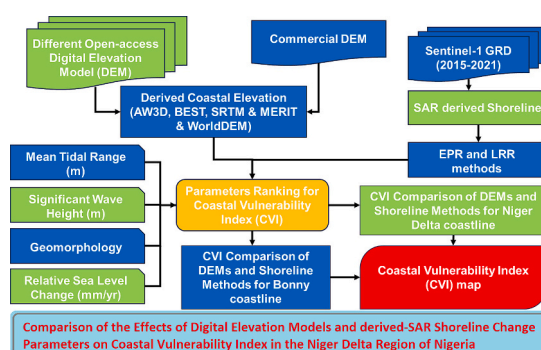 Different Open-access
Digital Elevation
Model (DEM)
Commercial DEM
Sentinel-1 GRD
(2015-2021)
Derived Coastal Elevation
(AW3D, BEST, SRTM & MERIT
& WorldDEM)
SAR derived Shoreline
EPR and LRR
methods
Mean Tidal Range
(m)
Significant Wave
Height (m)
Geomorphology
Relative Sea Level
Change (mm/yr)
Parameters Ranking for
Coastal Vulnerability
Index (CVI)
CVI Comparison of DEMs and
Shoreline Methods for Niger
Delta coastline
CVI Comparison of
DEMs and Shoreline
Methods for Bonny
coastline
Coastal Vulnerability Index
(CVI) map
Comparison of the Effects of Digital Elevation Models and derived-SAR Shoreline Change
Parameters on Coastal Vulnerability Index in the Niger Delta Region of Nigeria